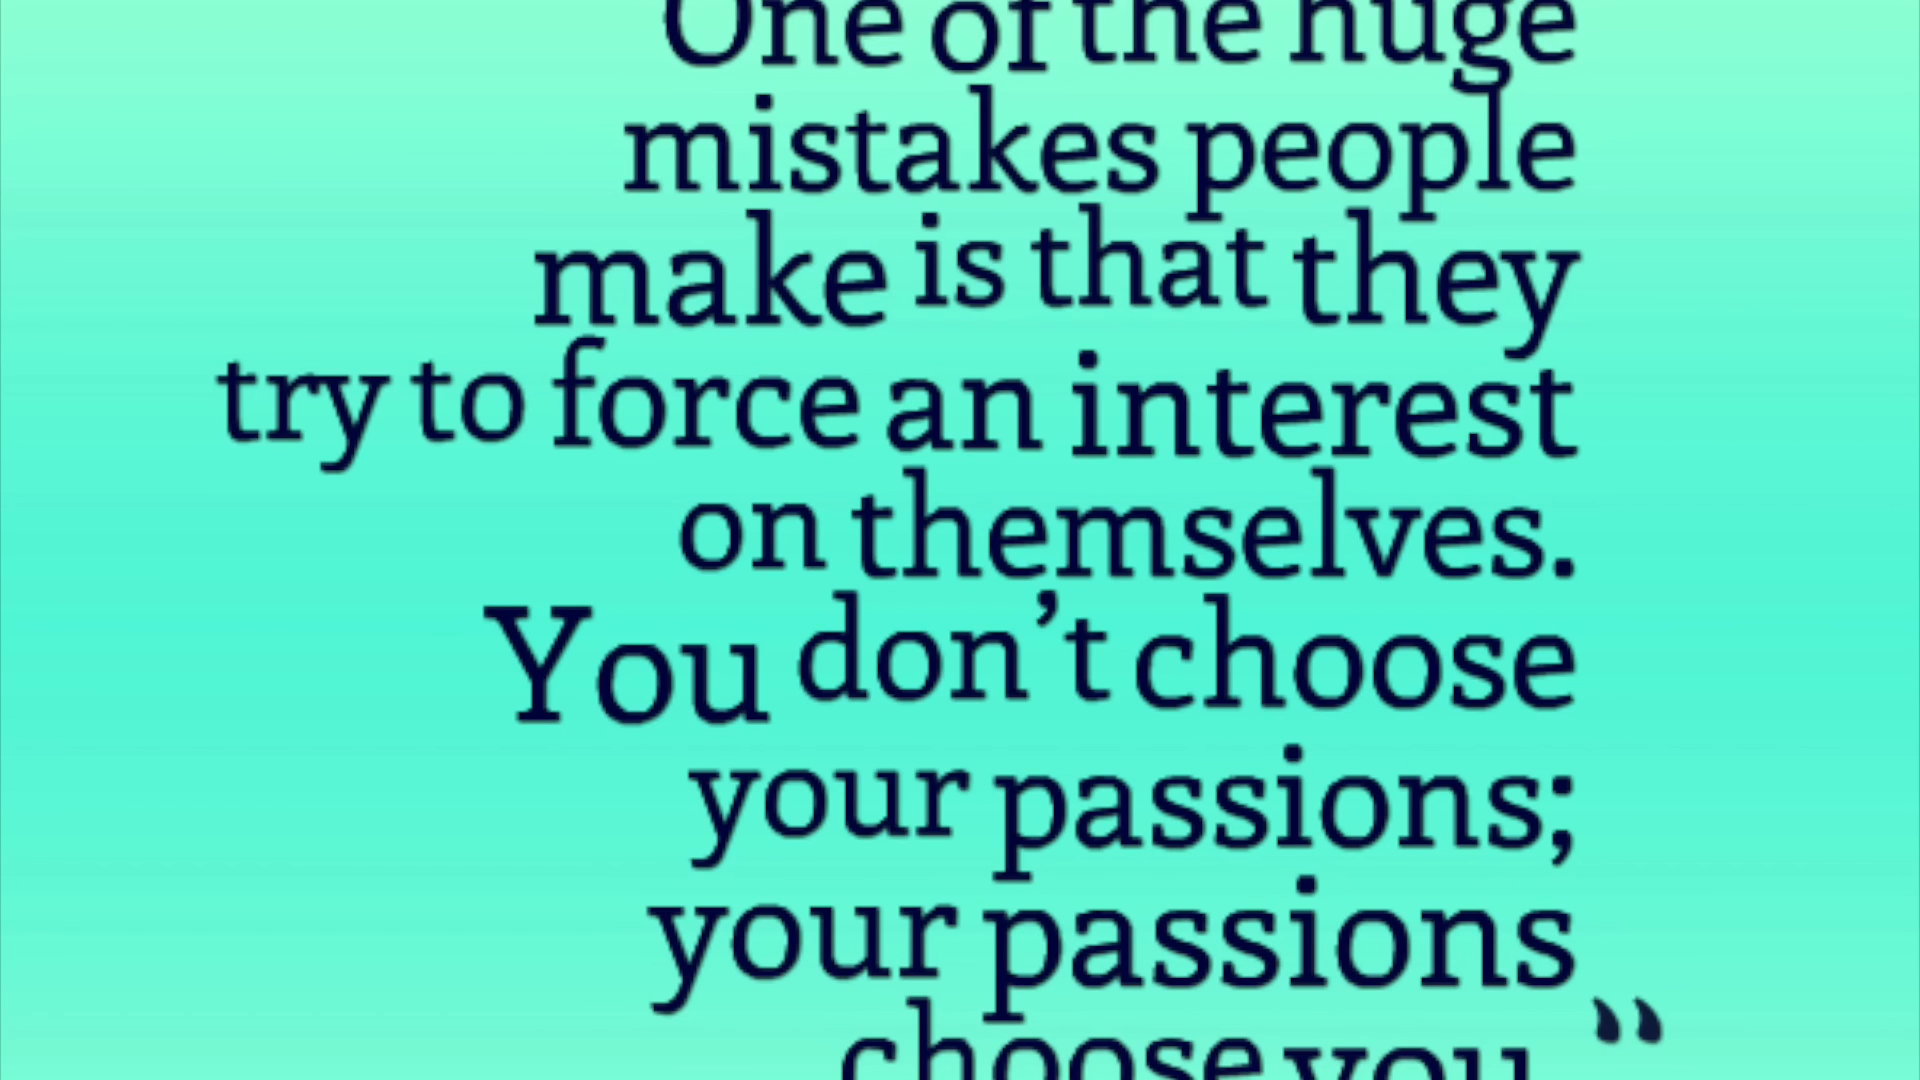 One of the huge
mistakes people
make is that they
try to force an interest
on themselves.
You don’t choose
your passions;
your passions
choose you.”